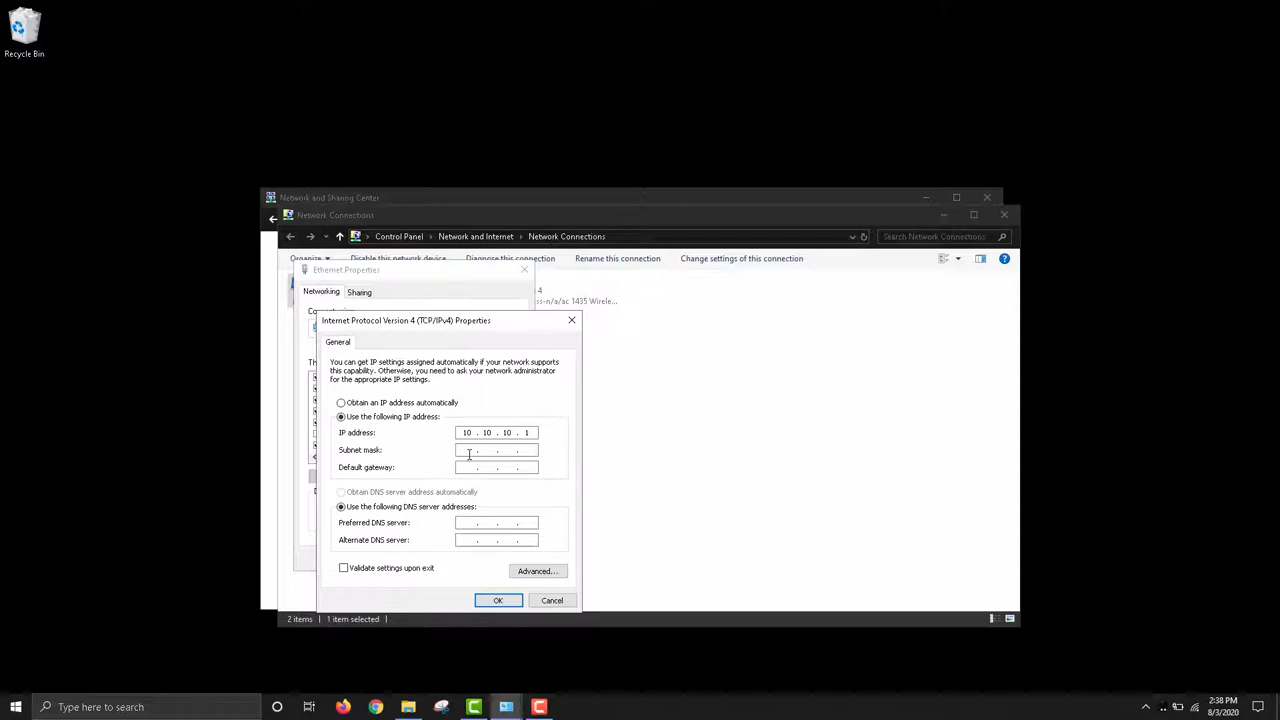 Recycle Bin
Network and Sharing Center
Network Connections
Control Panel > Network and Internet > Network Connections
Search Network Connections
Organize
Disable this network device
Diagnose this connection
Rename this connection
Change settings of this connection
Ethernet Properties
4
Networking
Sharing
ss-n/a/ac 1435 Wirele...
Internet Protocol Version 4 (TCP/IPv4) Properties
General
You can get IP settings assigned automatically if your network supports
this capability. Otherwise, you need to ask your network administrator
for the appropriate IP settings.
Obtain an IP address automatically
Use the following IP address:
IP address:
10 . 10 . 10 . 1
Subnet mask:
. . .
Default gateway:
. . .
Obtain DNS server address automatically
Use the following DNS server addresses:
Preferred DNS server:
. . .
Alternate DNS server:
. . .
Validate settings upon exit
Advanced...
OK
Cancel
2 items
1 item selected
Type here to search
2:38 PM
8/3/2020